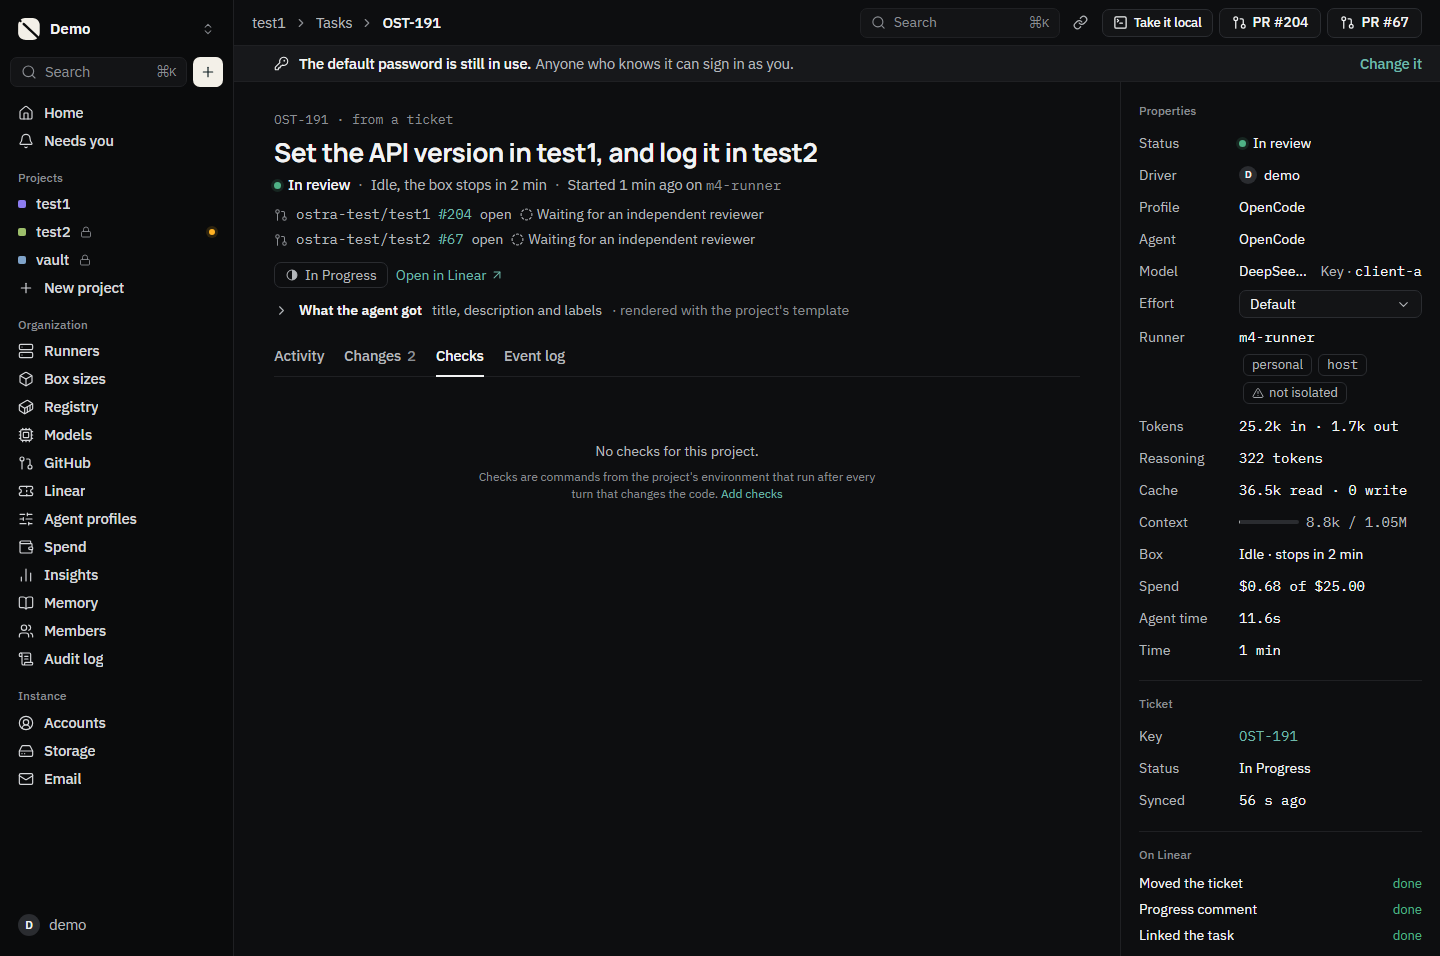 Demo
Search ⌘K
Home
Needs you
Projects
test1
test2
vault
New project
Organization
Runners
Box sizes
Registry
Models
GitHub
Linear
Agent profiles
Spend
Insights
Memory
Members
Audit log
Instance
Accounts
Storage
Email
D demo
test1 > Tasks > OST-191
Search ⌘K
Take it local
PR #204
PR #67
The default password is still in use. Anyone who knows it can sign in as you.
Change it
OST-191 · from a ticket
Set the API version in test1, and log it in test2
In review · Idle, the box stops in 2 min · Started 1 min ago on m4-runner
ostra-test/test1 #204 open Waiting for an independent reviewer
ostra-test/test2 #67 open Waiting for an independent reviewer
In Progress
Open in Linear ↗
What the agent got title, description and labels · rendered with the project's template
Activity Changes 2 Checks Event log
No checks for this project.
Checks are commands from the project's environment that run after every
turn that changes the code. Add checks
Properties
Status In review
Driver D demo
Profile OpenCode
Agent OpenCode
Model DeepSee... Key · client-a
Effort Default
Runner m4-runner
personal host
not isolated
Tokens 25.2k in · 1.7k out
Reasoning 322 tokens
Cache 36.5k read · 0 write
Context 8.8k / 1.05M
Box Idle · stops in 2 min
Spend $0.68 of $25.00
Agent time 11.6s
Time 1 min
Ticket
Key OST-191
Status In Progress
Synced 56 s ago
On Linear
Moved the ticket done
Progress comment done
Linked the task done